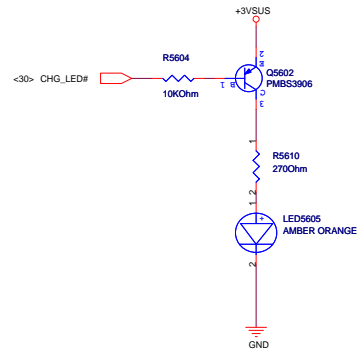 +3VSUS
2
E
R5604
Q5602
PMBS3906
<30> CHG_LED#
1
B
C
10KOhm
3
1
R5610
270Ohm
2
1
LED5605
+
AMBER ORANGE
2
GND